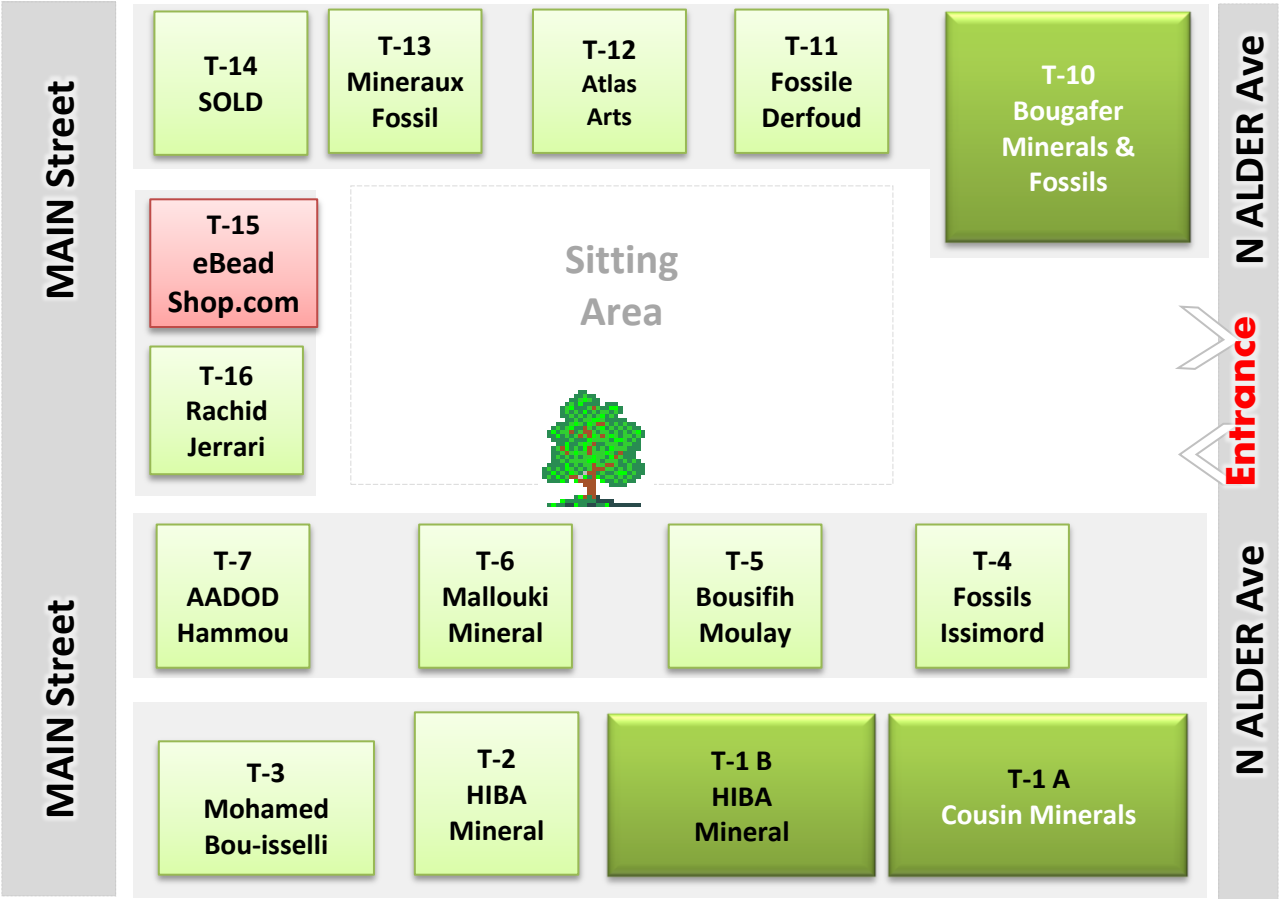 MAIN Street
T-14
SOLD
T-13
Mineraux
Fossil
T-12
Atlas
Arts
T-11
Fossile
Derfoud
T-10
Bougafer
Minerals &
Fossils
N ALDER Ave
T-15
eBead
Shop.com
Sitting
Area
Entrance
T-16
Rachid
Jerrari
MAIN Street
T-7
AADOD
Hammou
T-6
Mallouki
Mineral
T-5
Bousifih
Moulay
T-4
Fossils
Issimord
N ALDER Ave
T-3
Mohamed
Bou-isselli
T-2
HIBA
Mineral
T-1 B
HIBA
Mineral
T-1 A
Cousin Minerals